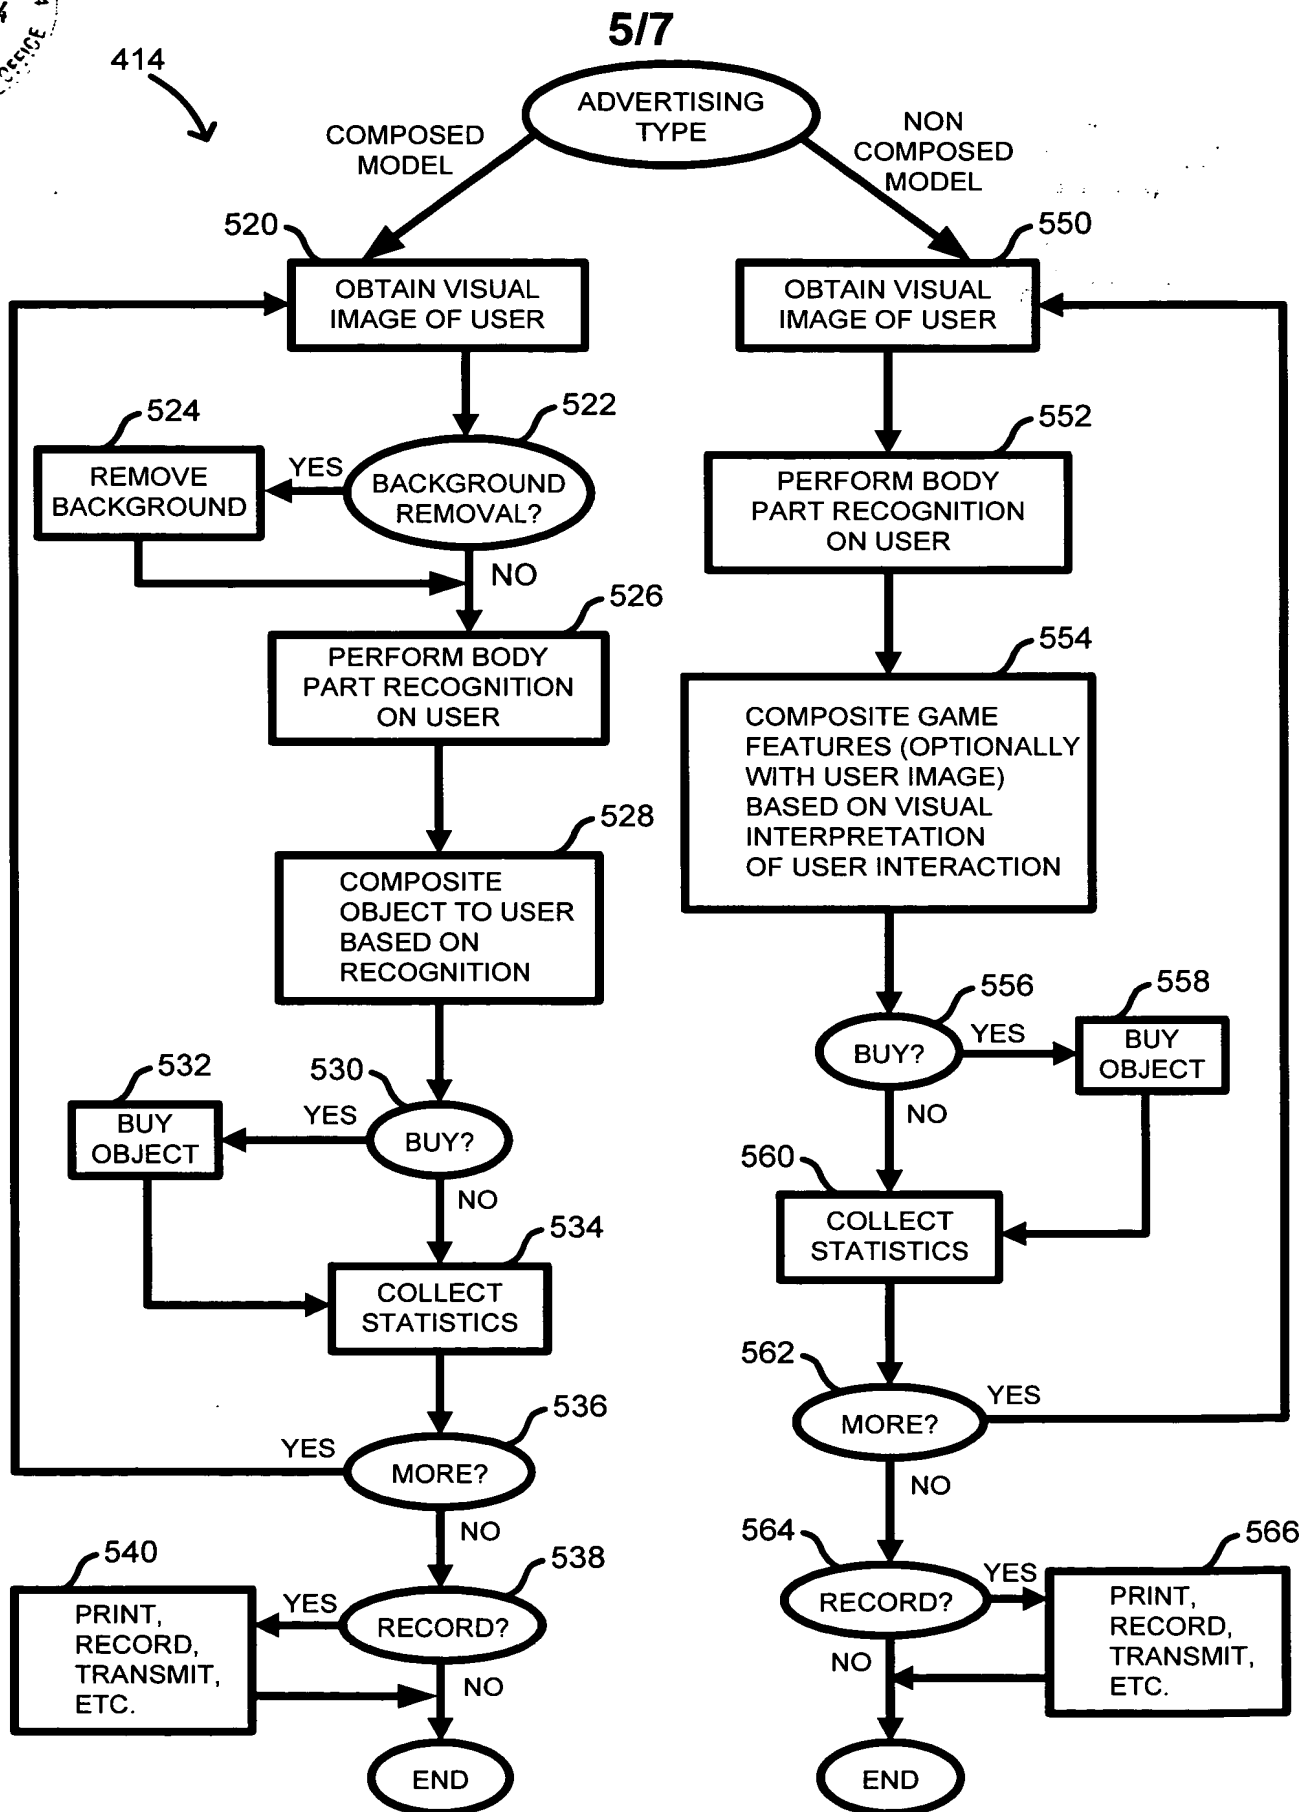 OFFICE
5/7
414
ADVERTISING
TYPE
COMPOSED
MODEL
NON
COMPOSED
MODEL
520
OBTAIN VISUAL
IMAGE OF USER
550
OBTAIN VISUAL
IMAGE OF USER
524
REMOVE
BACKGROUND
YES
522
BACKGROUND
REMOVAL?
NO
552
PERFORM BODY
PART RECOGNITION
ON USER
526
PERFORM BODY
PART RECOGNITION
ON USER
554
COMPOSITE GAME
FEATURES (OPTIONALLY
WITH USER IMAGE)
BASED ON VISUAL
INTERPRETATION
OF USER INTERACTION
528
COMPOSITE
OBJECT TO USER
BASED ON
RECOGNITION
556
BUY?
YES
558
BUY
OBJECT
NO
532
BUY
OBJECT
YES
530
BUY?
NO
560
COLLECT
STATISTICS
534
COLLECT
STATISTICS
562
MORE?
YES
NO
536
MORE?
YES
NO
540
PRINT,
RECORD,
TRANSMIT,
ETC.
YES
538
RECORD?
NO
END
564
RECORD?
YES
NO
566
PRINT,
RECORD,
TRANSMIT,
ETC.
END